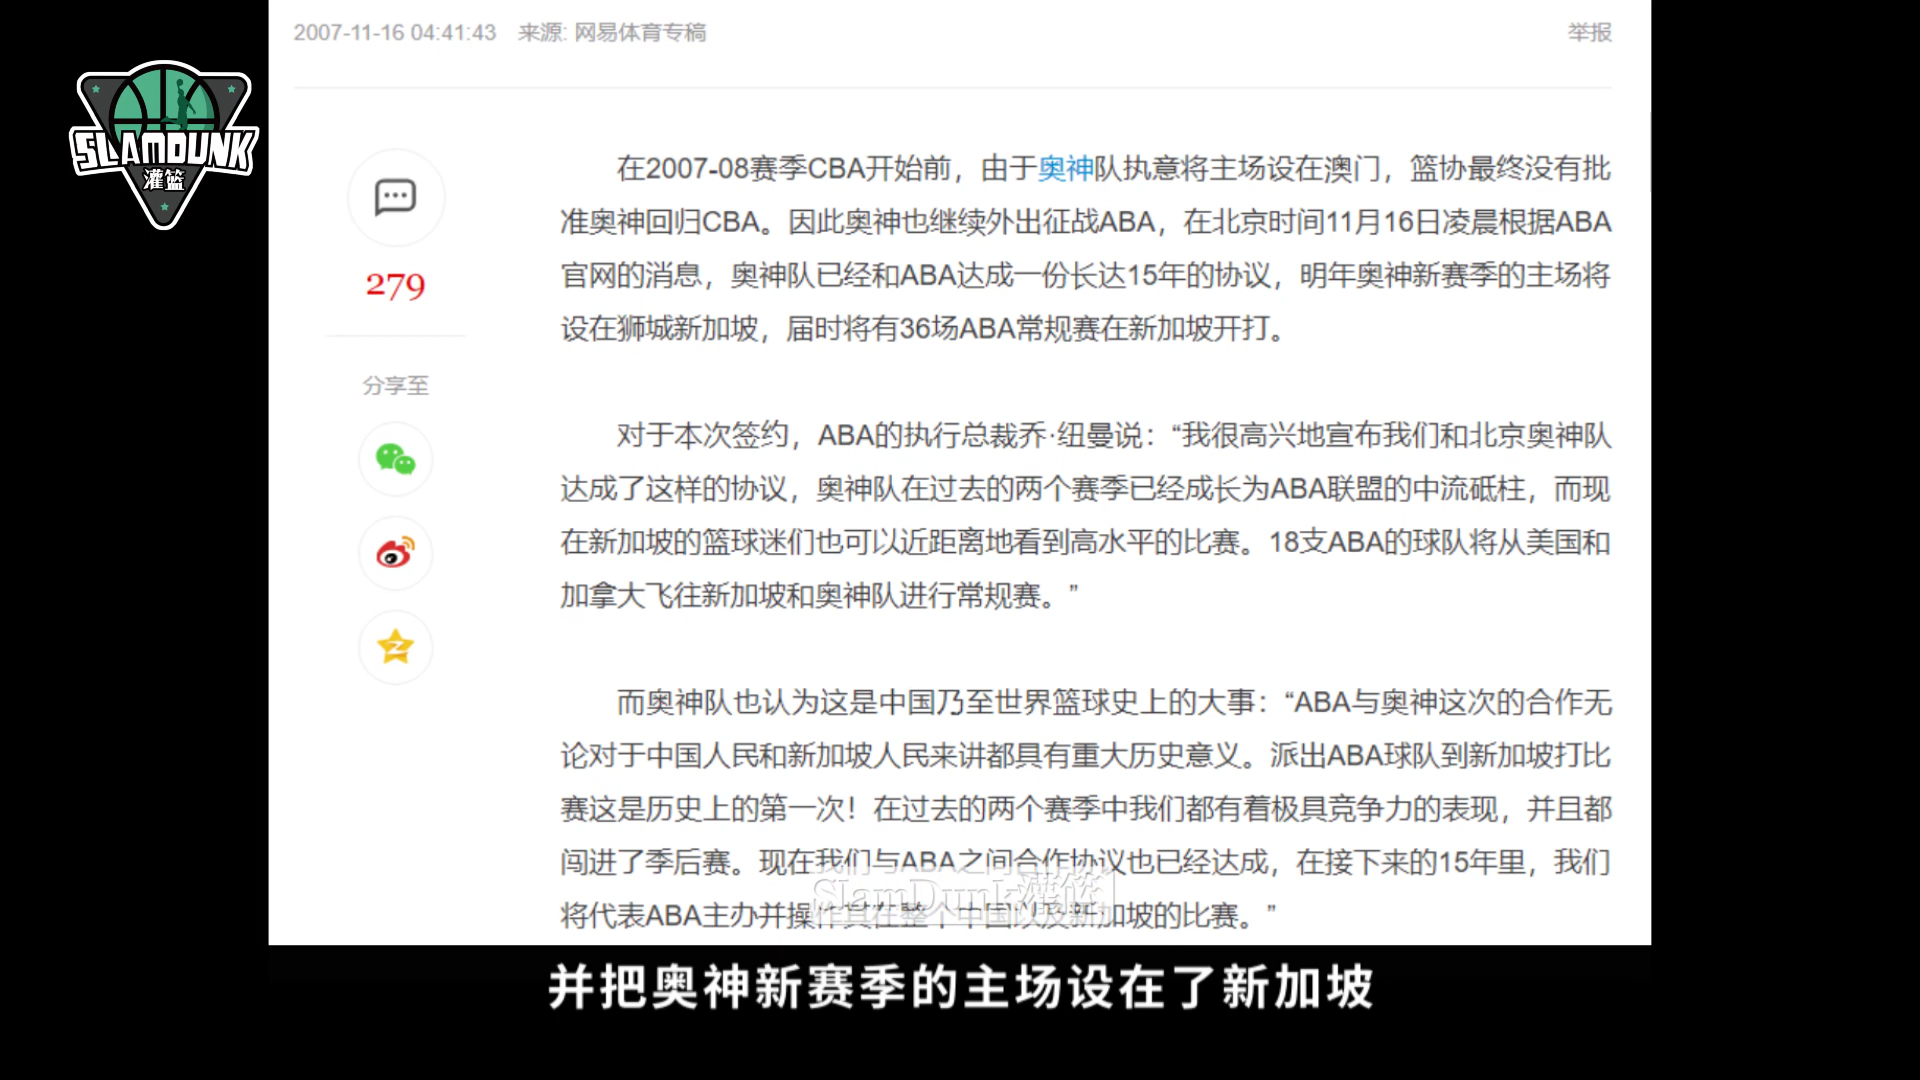 2007-11-16 04:41:43 来源: 网易体育专稿
举报
SLAMDUNK
灌篮
279
分享至
在2007-08赛季CBA开始前，由于奥神队执意将主场设在澳门，篮协最终没有批
准奥神回归CBA。因此奥神也继续外出征战ABA，在北京时间11月16日凌晨根据ABA
官网的消息，奥神队已经和ABA达成一份长达15年的协议，明年奥神新赛季的主场将
设在狮城新加坡，届时将有36场ABA常规赛在新加坡开打。
对于本次签约，ABA的执行总裁乔·纽曼说：“我很高兴地宣布我们和北京奥神队
达成了这样的协议，奥神队在过去的两个赛季已经成长为ABA联盟的中流砥柱，而现
在新加坡的篮球迷们也可以近距离地看到高水平的比赛。18支ABA的球队将从美国和
加拿大飞往新加坡和奥神队进行常规赛。”
而奥神队也认为这是中国乃至世界篮球史上的大事：“ABA与奥神这次的合作无
论对于中国人民和新加坡人民来讲都具有重大历史意义。派出ABA球队到新加坡打比
赛这是历史上的第一次！在过去的两个赛季中我们都有着极具竞争力的表现，并且都
闯进了季后赛。现在我们与ABA之间合作协议也已经达成，在接下来的15年里，我们
将代表ABA主办并操作其在整个中国以及新加坡的比赛。”
SlamDunk灌篮
并把奥神新赛季的主场设在了新加坡